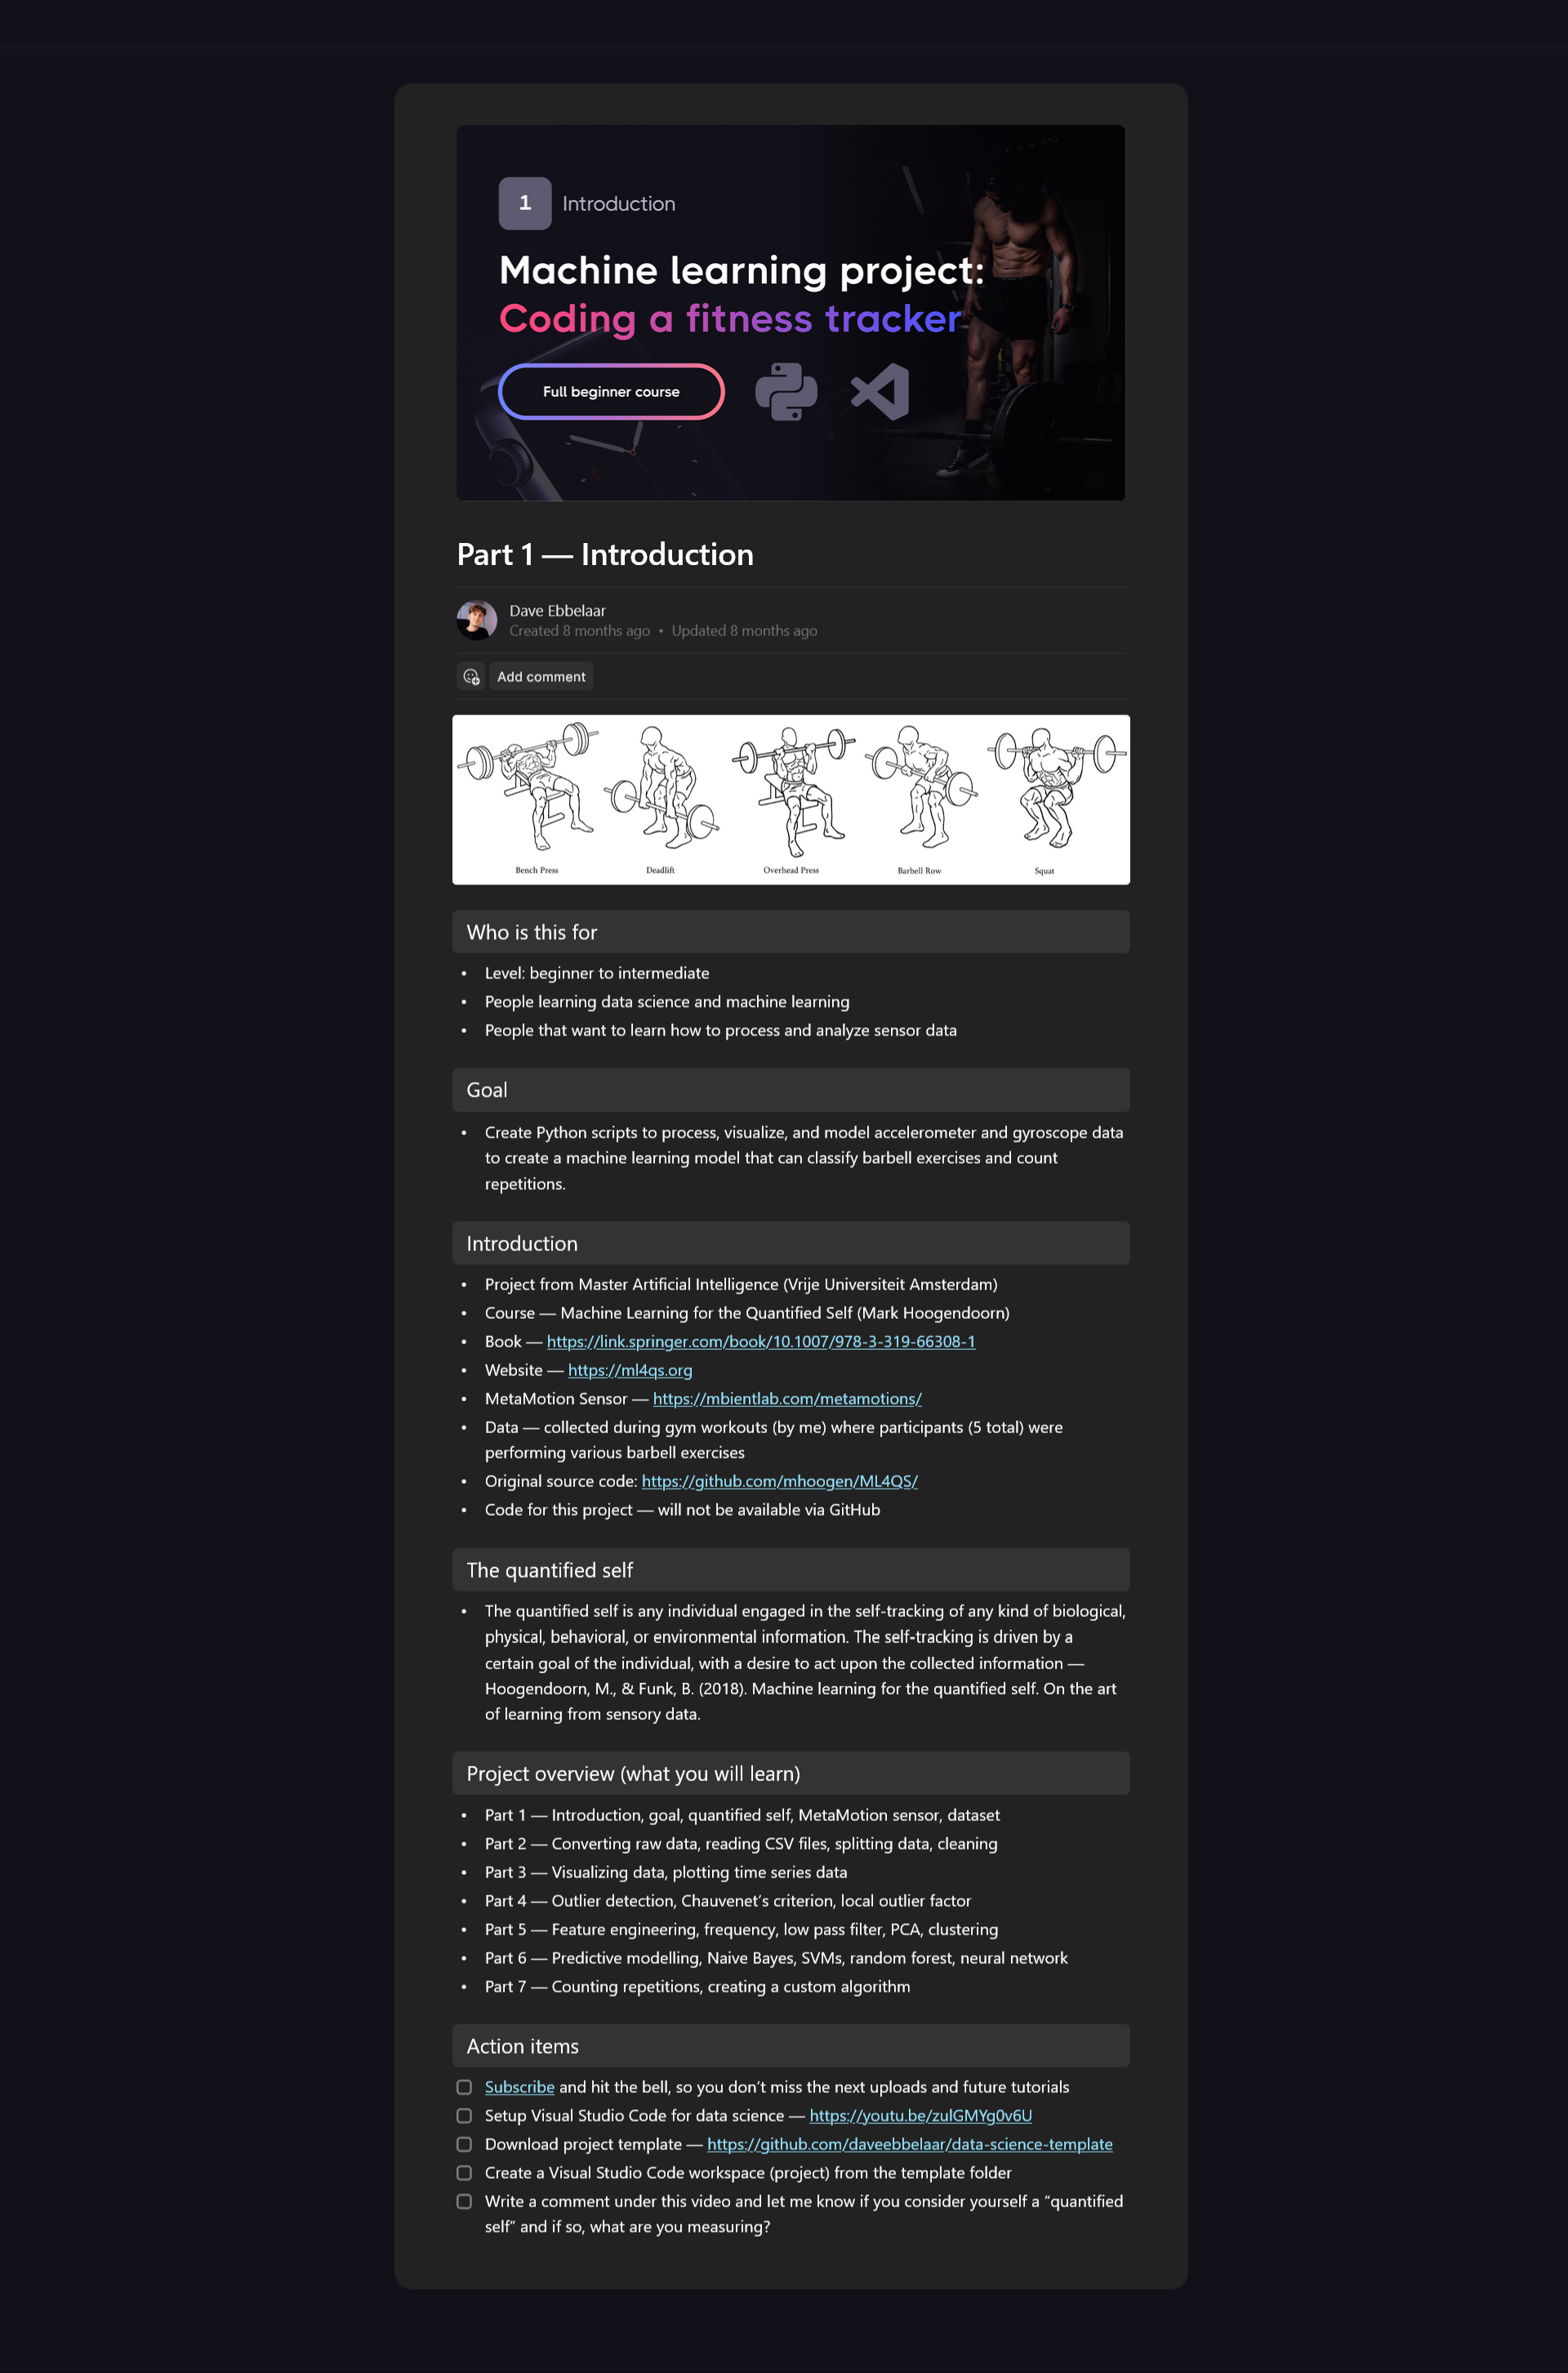 1 Introduction
Machine learning project:
Coding a fitness tracker
Full beginner course
Part 1 — Introduction
Dave Ebbelaar
Created 8 months ago • Updated 8 months ago
Add comment
Bench Press Deadlift Overhead Press Barbell Row Squat
Who is this for
• Level: beginner to intermediate
• People learning data science and machine learning
• People that want to learn how to process and analyze sensor data
Goal
• Create Python scripts to process, visualize, and model accelerometer and gyroscope data
to create a machine learning model that can classify barbell exercises and count
repetitions.
Introduction
• Project from Master Artificial Intelligence (Vrije Universiteit Amsterdam)
• Course — Machine Learning for the Quantified Self (Mark Hoogendoorn)
• Book — https://link.springer.com/book/10.1007/978-3-319-66308-1
• Website — https://ml4qs.org
• MetaMotion Sensor — https://mbientlab.com/metamotions/
• Data — collected during gym workouts (by me) where participants (5 total) were
performing various barbell exercises
• Original source code: https://github.com/mhoogen/ML4QS/
• Code for this project — will not be available via GitHub
The quantified self
• The quantified self is any individual engaged in the self-tracking of any kind of biological,
physical, behavioral, or environmental information. The self-tracking is driven by a
certain goal of the individual, with a desire to act upon the collected information —
Hoogendoorn, M., & Funk, B. (2018). Machine learning for the quantified self. On the art
of learning from sensory data.
Project overview (what you will learn)
• Part 1 — Introduction, goal, quantified self, MetaMotion sensor, dataset
• Part 2 — Converting raw data, reading CSV files, splitting data, cleaning
• Part 3 — Visualizing data, plotting time series data
• Part 4 — Outlier detection, Chauvenet’s criterion, local outlier factor
• Part 5 — Feature engineering, frequency, low pass filter, PCA, clustering
• Part 6 — Predictive modelling, Naive Bayes, SVMs, random forest, neural network
• Part 7 — Counting repetitions, creating a custom algorithm
Action items
Subscribe and hit the bell, so you don’t miss the next uploads and future tutorials
Setup Visual Studio Code for data science — https://youtu.be/zulGMYg0v6U
Download project template — https://github.com/daveebbelaar/data-science-template
Create a Visual Studio Code workspace (project) from the template folder
Write a comment under this video and let me know if you consider yourself a “quantified
self” and if so, what are you measuring?